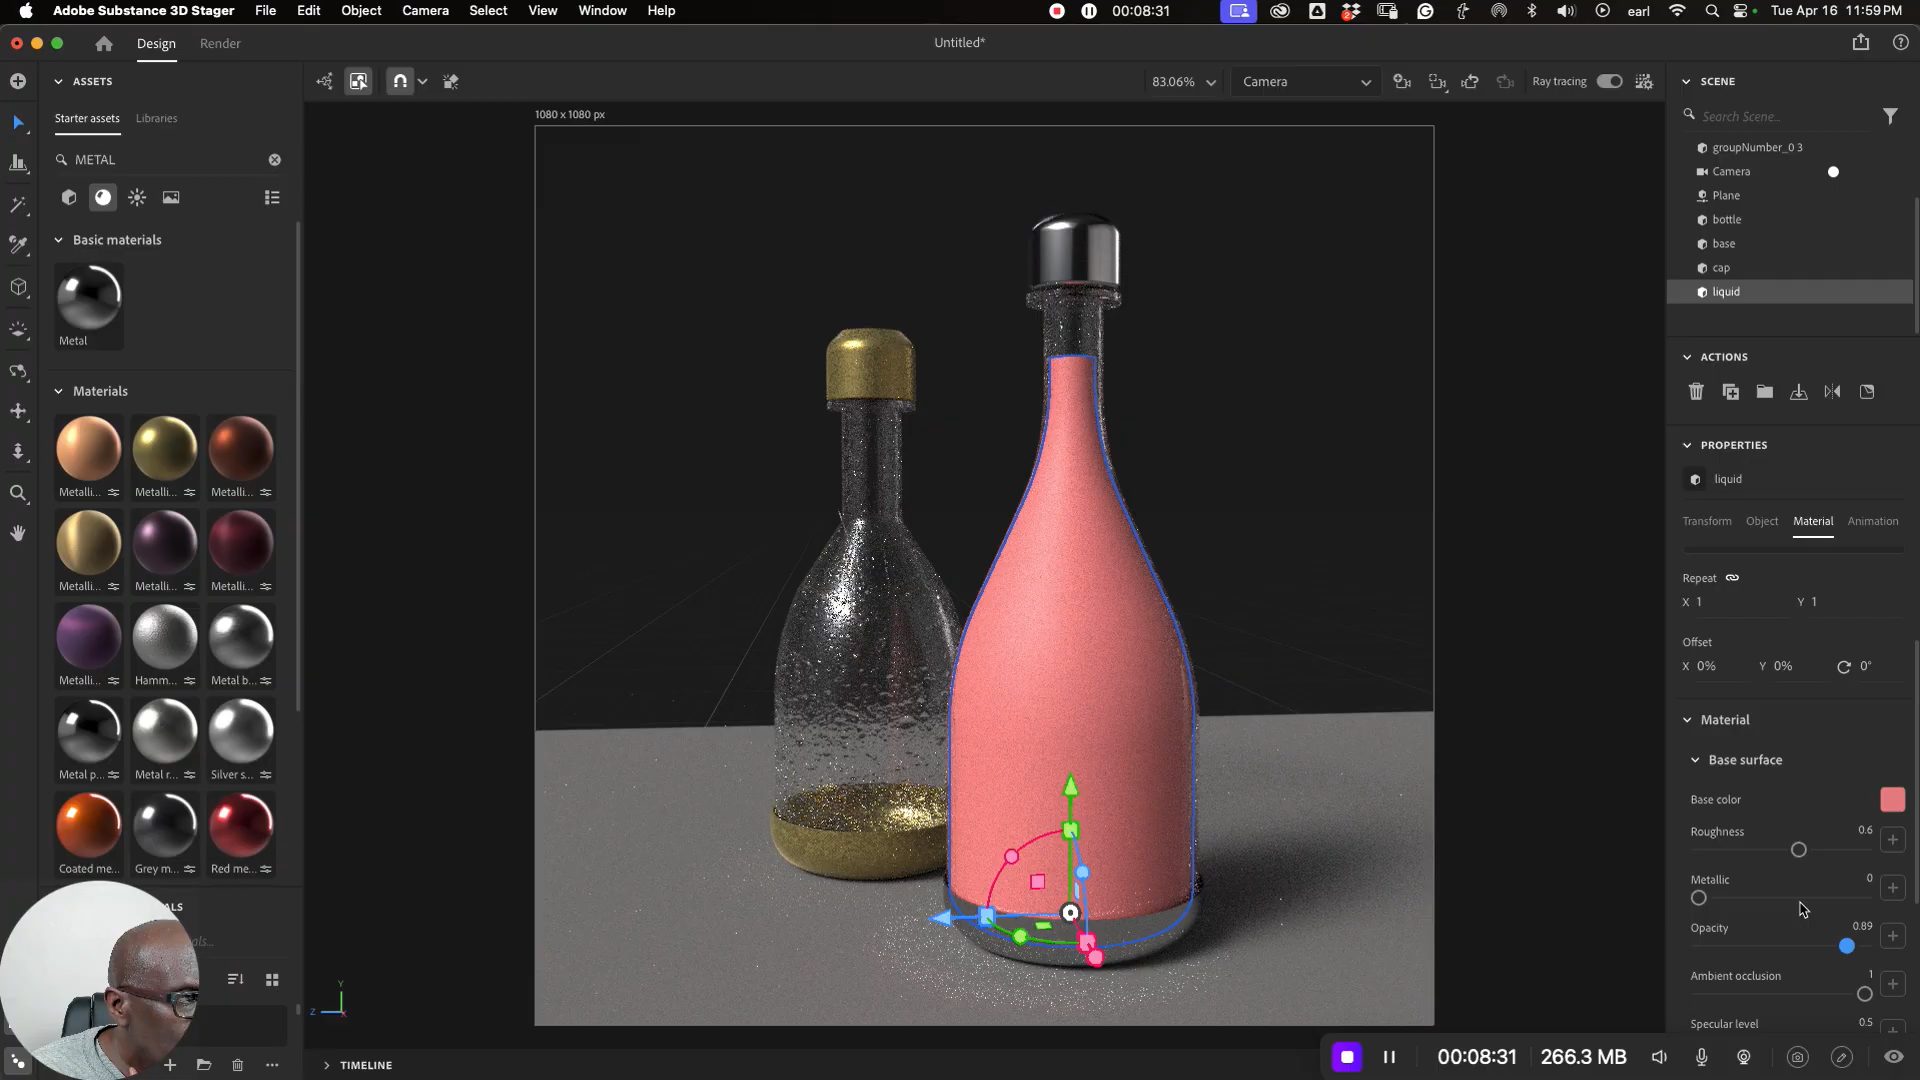 Adobe Substance 3D Stager File Edit Object Camera Select View Window Help 00:08:31 earl Tue Apr 16 11:59 PM
Design Render Untitled*
ASSETS
Starter assets Libraries
METAL
Basic materials
Metal
Materials
Metalli... Metalli... Metalli...
Metalli... Metalli... Metalli...
Metalli... Hamm... Metal b...
Metal p... Metal r... Silver s...
Coated me... Grey m... Red me...
83.06% Camera Ray tracing
1080 x 1080 px
Y
Z
TIMELINE
SCENE
Search Scene...
groupNumber_0 3
Camera
Plane
bottle
base
cap
liquid
ACTIONS
PROPERTIES
liquid
Transform Object Material Animation
Repeat
X 1 Y 1
Offset
X 0% Y 0% 0°
Material
Base surface
Base color
Roughness 0.6
Metallic 0
Opacity 0.89
Ambient occlusion 1
Specular level 0.5
00:08:31 266.3 MB